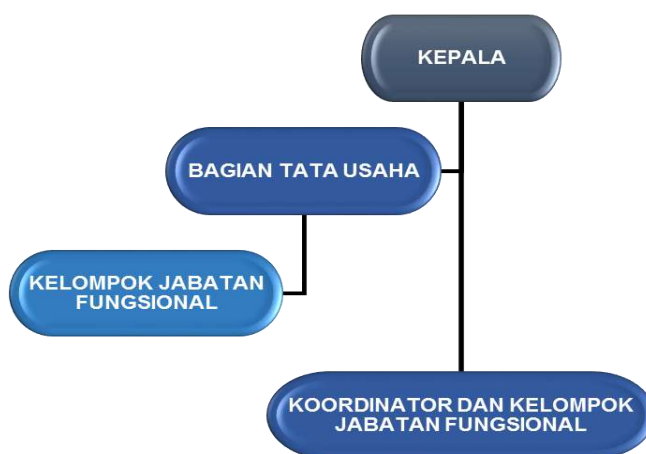 KEPALA
BAGIAN TATA USAHA
KELOMPOK JABATAN
FUNGSIONAL
KOORDINATOR DAN KELOMPOK
JABATAN FUNGSIONAL